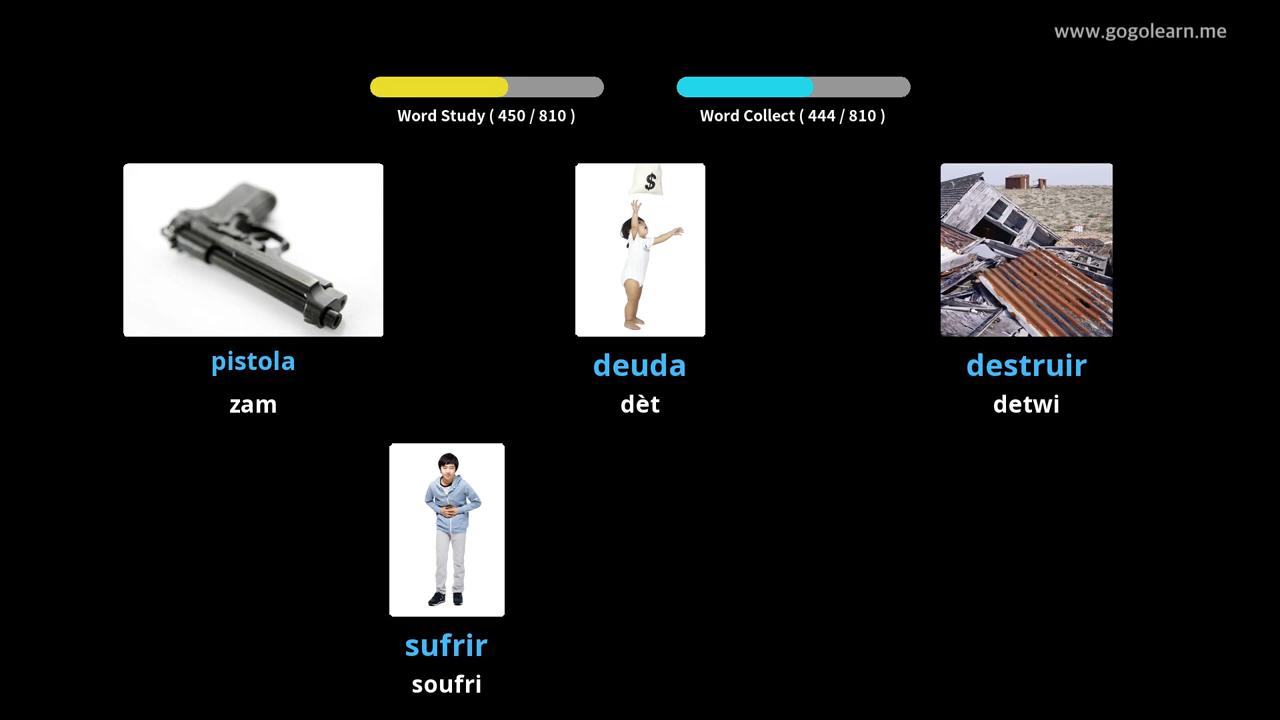 www.gogolearn.me
Word Study ( 450 / 810 )
Word Collect ( 444 / 810 )
$
pistola
zam
deuda
dèt
destruir
detwi
sufrir
soufri